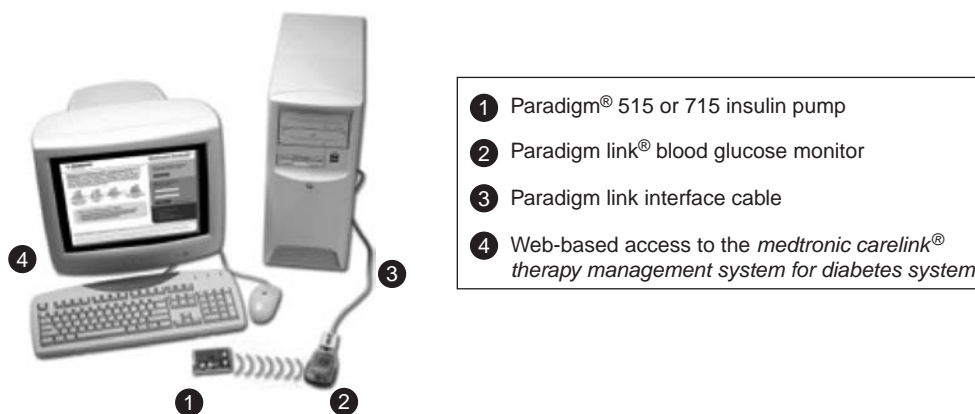 1 Paradigm® 515 or 715 insulin pump
2 Paradigm link® blood glucose monitor
3 Paradigm link interface cable
4 Web-based access to the medtronic carelink®
therapy management system for diabetes system
4
3
1
2